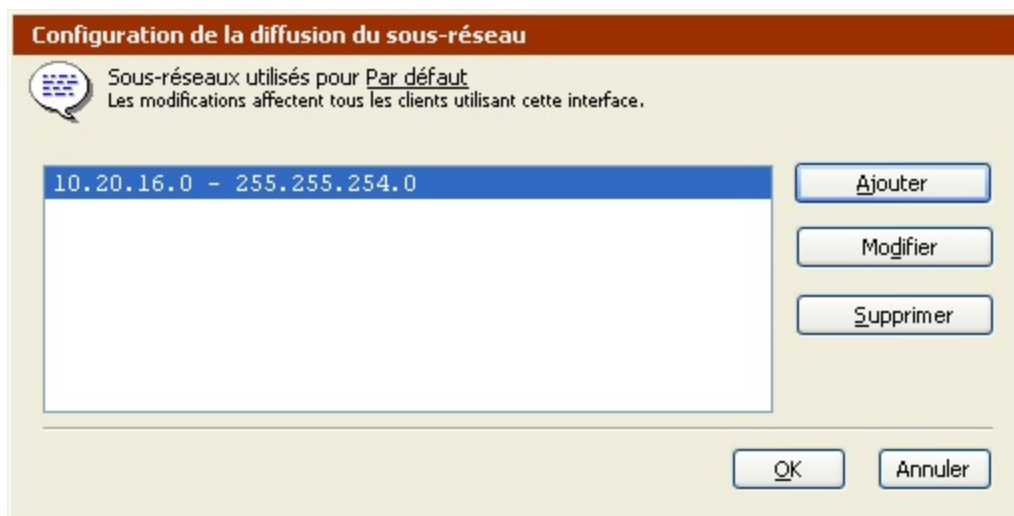 Configuration de la diffusion du sous-réseau
Sous-réseaux utilisés pour Par défaut
Les modifications affectent tous les clients utilisant cette interface.
10.20.16.0 - 255.255.254.0
Ajouter
Modifier
Supprimer
OK
Annuler